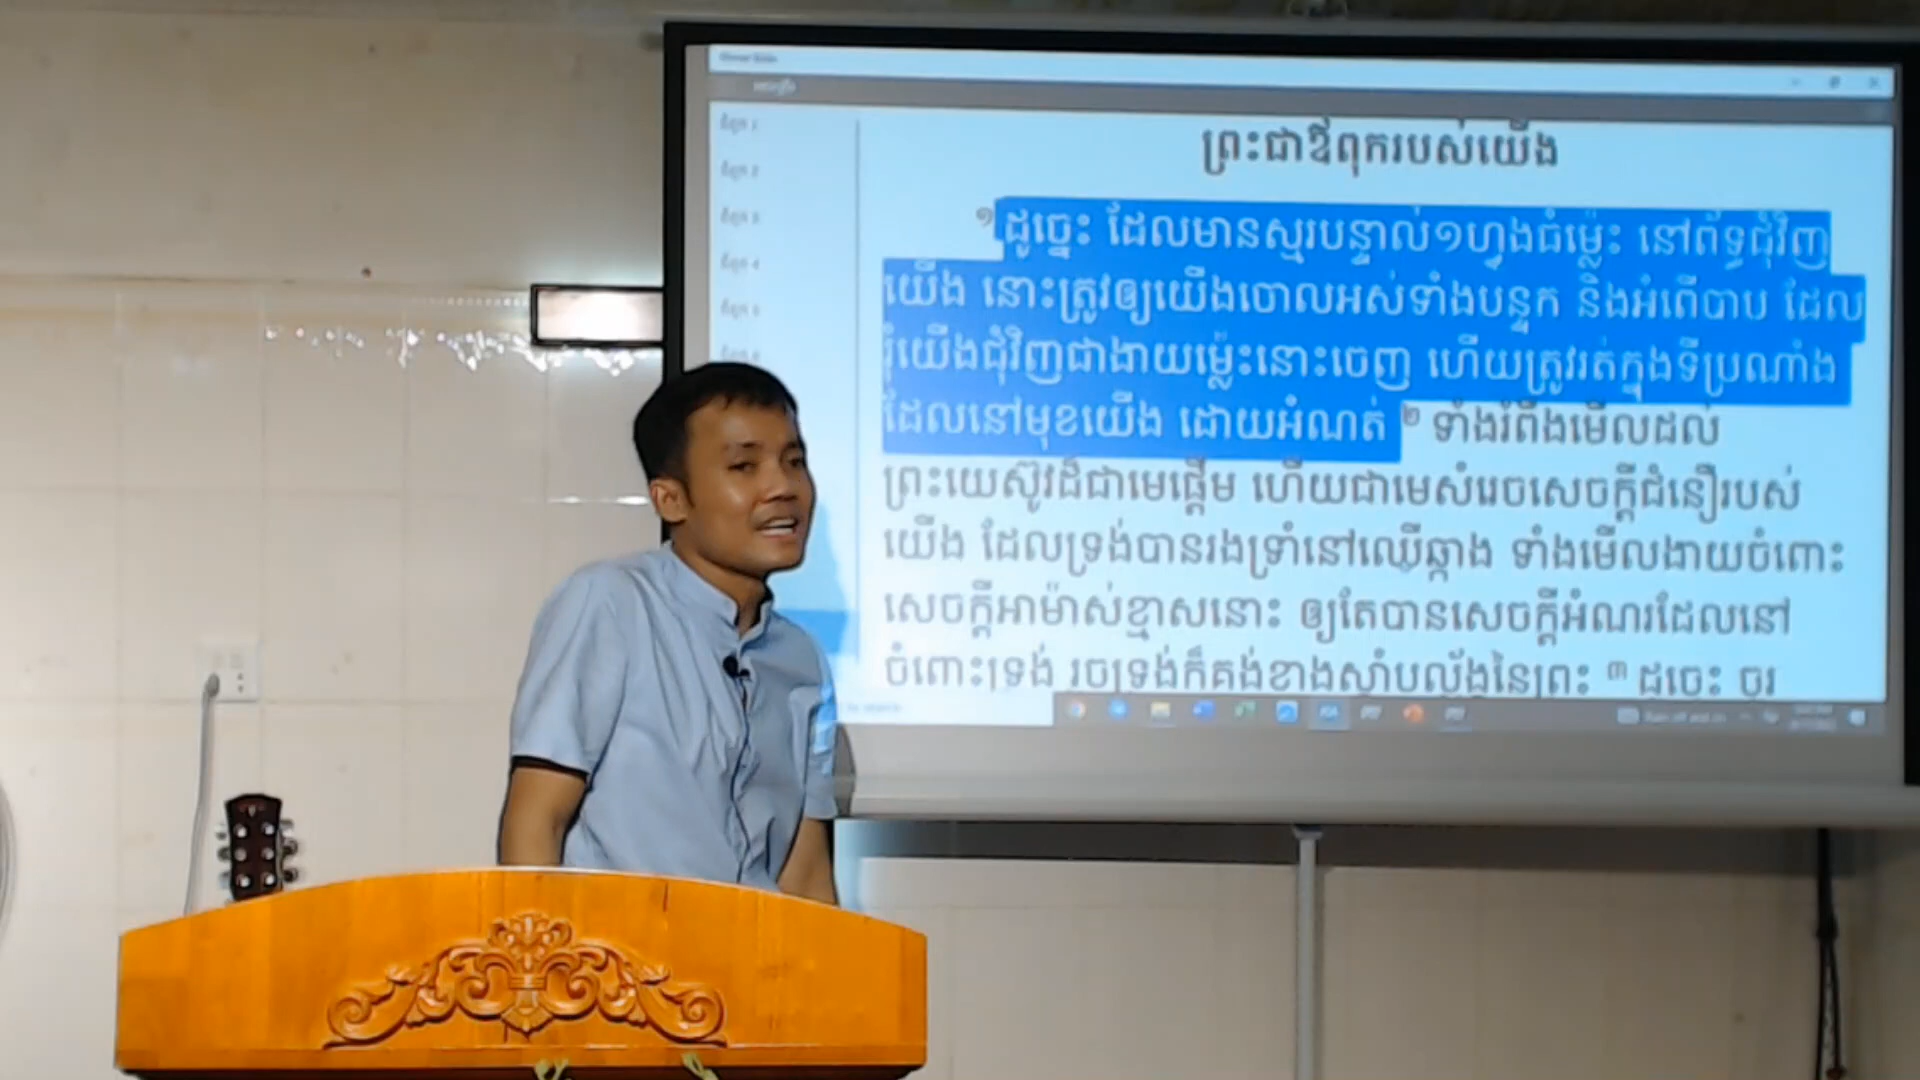 ព្រះជាឪពុករបស់យើង
១ ដូច្នេះ ដែលមានស្មរបន្ទាល់១ហ្វូងធំម្ល៉េះ នៅព័ទ្ធជុំវិញ
យើង នោះត្រូវឲ្យយើងចោលអស់ទាំងបន្ទុក និងអំពើបាប ដែល
រុំយើងជុំវិញជាងាយម្ល៉េះនោះចេញ ហើយត្រូវរត់ក្នុងទីប្រណាំង
ដែលនៅមុខយើង ដោយអំណត់ ២ ទាំងរំពឹងមើលដល់
ព្រះយេស៊ូវដ៏ជាមេផ្តើម ហើយជាមេសំរេចសេចក្តីជំនឿរបស់
យើង ដែលទ្រង់បានរងទ្រាំនៅឈើឆ្កាង ទាំងមើលងាយចំពោះ
សេចក្តីអាម៉ាស់ខ្មាសនោះ ឲ្យតែបានសេចក្តីអំណរដែលនៅ
ចំពោះទ្រង់ រួចទ្រង់ក៏គង់ខាងស្តាំបល្ល័ង្កនៃព្រះ ៣ ដូច្នេះ ចូរ